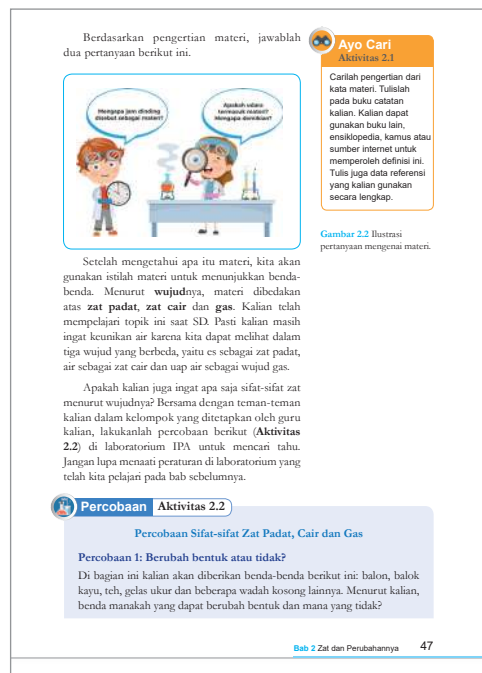 Berdasarkan pengertian materi, jawablah
dua pertanyaan berikut ini.
Mengapa jam dinding
disebut sebagai materi?
Apakah udara
termasuk materi?
Mengapa demikian?
Ayo Cari
Aktivitas 2.1
Carilah pengertian dari
kata materi. Tulislah
pada buku catatan
kalian. Kalian dapat
gunakan buku lain,
ensiklopedia, kamus atau
sumber internet untuk
memperoleh definisi ini.
Tulis juga data referensi
yang kalian gunakan
secara lengkap.
Gambar 2.2 Ilustrasi
pertanyaan mengenai materi.
Setelah mengetahui apa itu materi, kita akan
gunakan istilah materi untuk menunjukkan benda-
benda. Menurut wujudnya, materi dibedakan
atas zat padat, zat cair dan gas. Kalian telah
mempelajari topik ini saat SD. Pasti kalian masih
ingat keunikan air karena kita dapat melihat dalam
tiga wujud yang berbeda, yaitu es sebagai zat padat,
air sebagai zat cair dan uap air sebagai wujud gas.
Apakah kalian juga ingat apa saja sifat-sifat zat
menurut wujudnya? Bersama dengan teman-teman
kalian dalam kelompok yang ditetapkan oleh guru
kalian, lakukanlah percobaan berikut (Aktivitas
2.2) di laboratorium IPA untuk mencari tahu.
Jangan lupa menaati peraturan di laboratorium yang
telah kita pelajari pada bab sebelumnya.
Percobaan Aktivitas 2.2
Percobaan Sifat-sifat Zat Padat, Cair dan Gas
Percobaan 1: Berubah bentuk atau tidak?
Di bagian ini kalian akan diberikan benda-benda berikut ini: balon, balok
kayu, teh, gelas ukur dan beberapa wadah kosong lainnya. Menurut kalian,
benda manakah yang dapat berubah bentuk dan mana yang tidak?
Bab 2 Zat dan Perubahannya 47